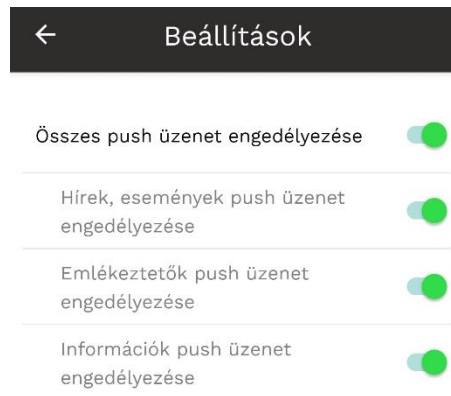 Beállítások
Összes push üzenet engedélyezése
Hírek, események push üzenet
engedélyezése
Emlékeztetők push üzenet
engedélyezése
Információk push üzenet
engedélyezése